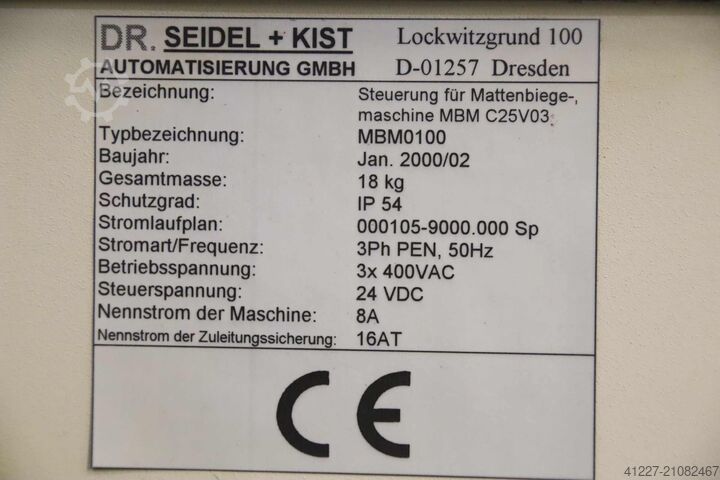 DR. SEIDEL + KIST Lockwitzgrund 100
AUTOMATISIERUNG GMBH D-01257 Dresden
Bezeichnung: Steuerung für Mattenbiege-,
maschine MBM C25V03
Typbezeichnung: MBM0100
Baujahr: Jan. 2000/02
Gesamtmasse: 18 kg
Schutzgrad: IP 54
Stromlaufplan: 000105-9000.000 Sp
Stromart/Frequenz: 3Ph PEN, 50Hz
Betriebsspannung: 3x 400VAC
Steuerspannung: 24 VDC
Nennstrom der Maschine: 8A
Nennstrom der Zuleitungssicherung: 16AT
CE
41227-21082467